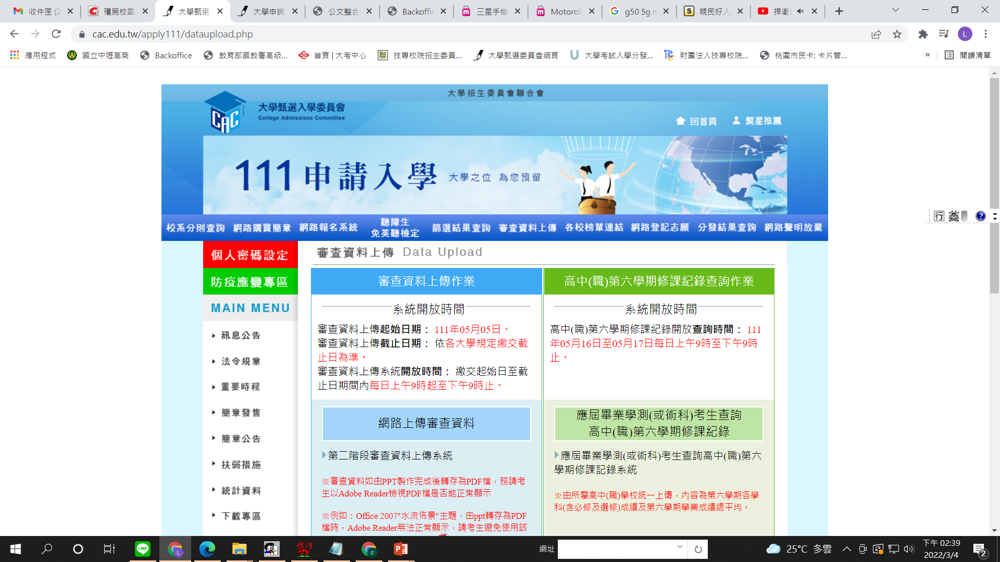 收件匣 (2
殭屍校園
大學甄選
大學申請
公文整合
Backoffic
三星手機
Motorola
g50 5g m
親民好入
捍衛
cac.edu.tw/apply111/dataupload.php
L
應用程式
國立中壢高商
Backoffice
教育部國教署高級...
首頁 | 大考中心
技專校院招生委員...
大學甄選委員會網頁
大學考試入學分發...
財團法人技專校院...
桃園市民卡: 卡片管...
»
閱讀清單
大學招生委員會聯合會
CAC
大學甄選入學委員會
College Admissions Committee
回首頁
繁星推薦
111 申請入學 大學之位 為您預留
行
校系分則查詢
網路購買簡章
網路報名系統
聽障生
免英聽檢定
篩選結果查詢
審查資料上傳
各校榜單連結
網路登記志願
分發結果查詢
網路聲明放棄
個人密碼設定
防疫應變專區
MAIN MENU
訊息公告
法令規章
重要時程
簡章發售
簡章公告
扶弱措施
統計資料
下載專區
審查資料上傳 Data Upload
審查資料上傳作業
系統開放時間
審查資料上傳起始日期： 111年05月05日。
審查資料上傳截止日期： 依各大學規定繳交截
止日為準。
審查資料上傳系統開放時間： 繳交起始日至截
止日期間內每日上午9時起至下午9時止。
網路上傳審查資料
第二階段審查資料上傳系統
※審查資料如由PPT製作完成後轉存為PDF檔，務請考
生以Adobe Reader檢視PDF檔是否能正常顯示
※例如：Office 2007"水流佈景"主題，由ppt轉存為PDF
檔時，Adobe Reader無法正常顯示，請考生避免使用該
高中(職)第六學期修課紀錄查詢作業
系統開放時間
高中(職)第六學期修課紀錄開放查詢時間： 111
年05月16日至05月17日每日上午9時至下午9時
止。
應屆畢業學測(或術科)考生查詢
高中(職)第六學期修課紀錄
應屆畢業學測(或術科)考生查詢高中(職)第六
學期修課記錄系統
※由所屬高中(職)學校統一上傳，內容為第六學期各學
科(含必修及選修)成績及第六學期學業成績總平均。
LINE
網址
25°C 多雲
下午 02:39
2022/3/4
2